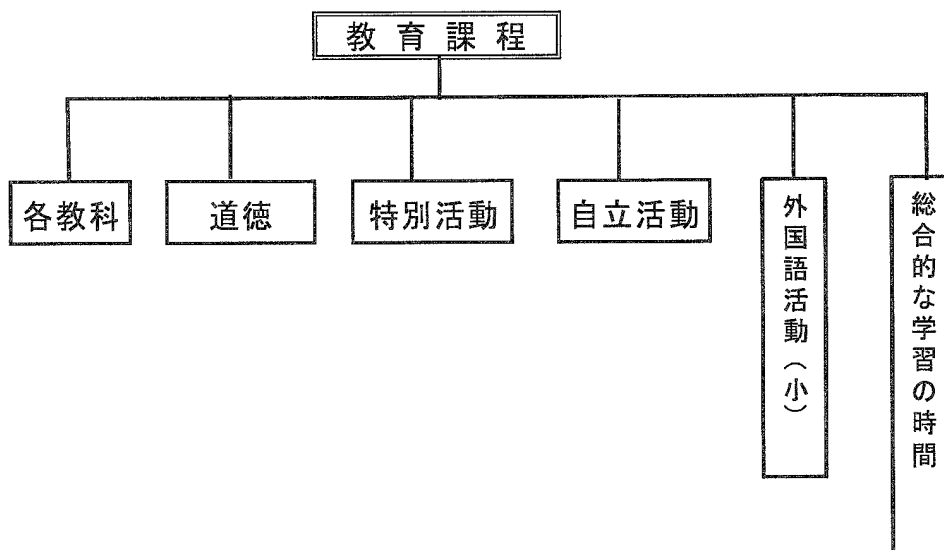 教育課程
各教科
道徳
特別活動
自立活動
外国語活動（小）
総合的な学習の時間